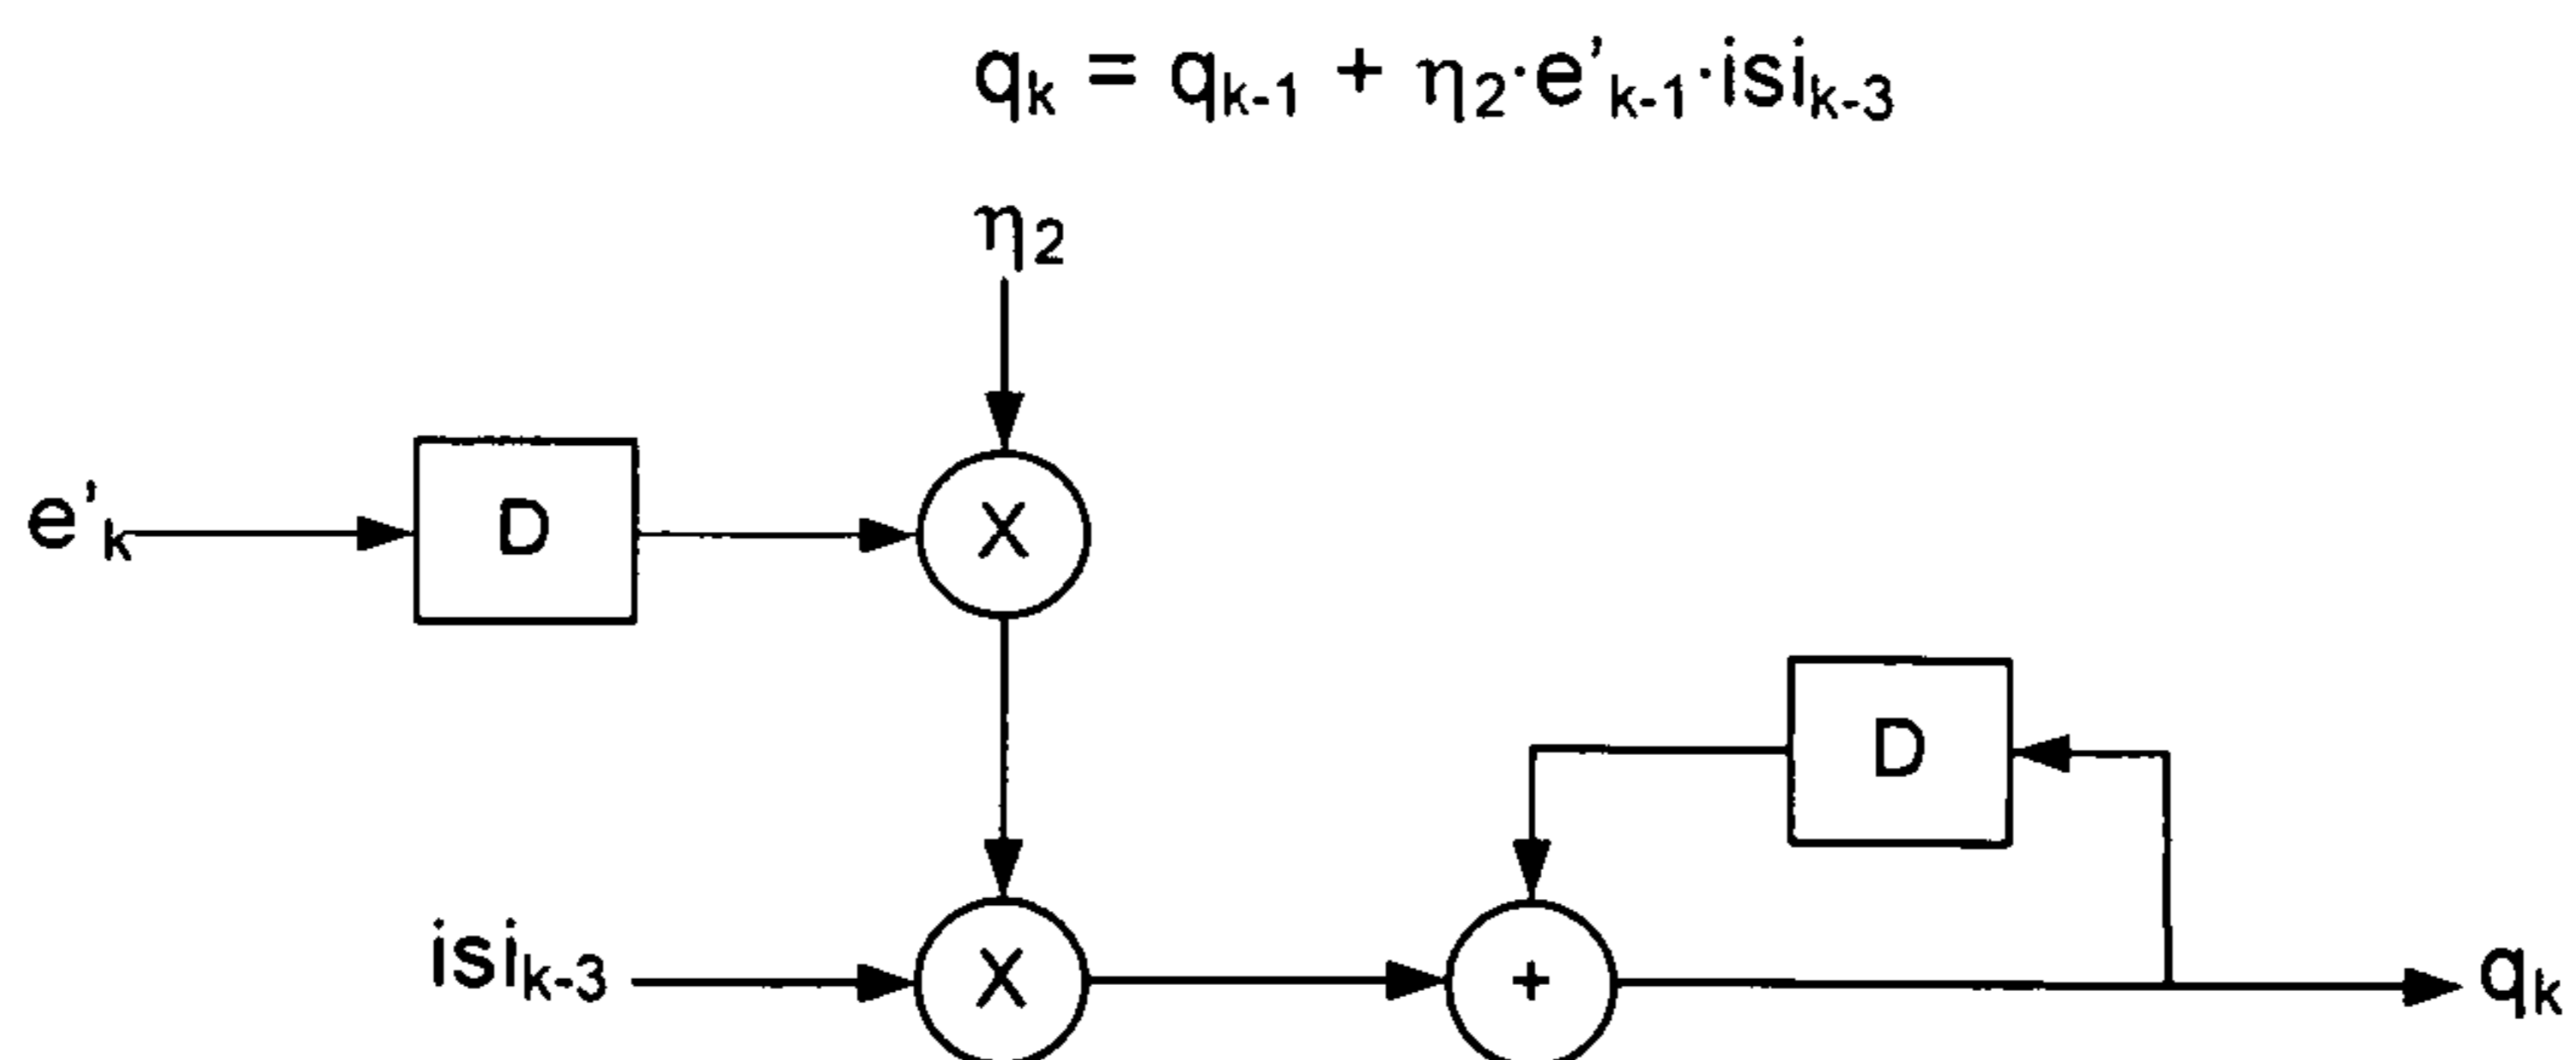 qk = qk-1 + η2·e'k-1·isik-3
η2
e'k
D
X
D
isik-3
X
+
qk